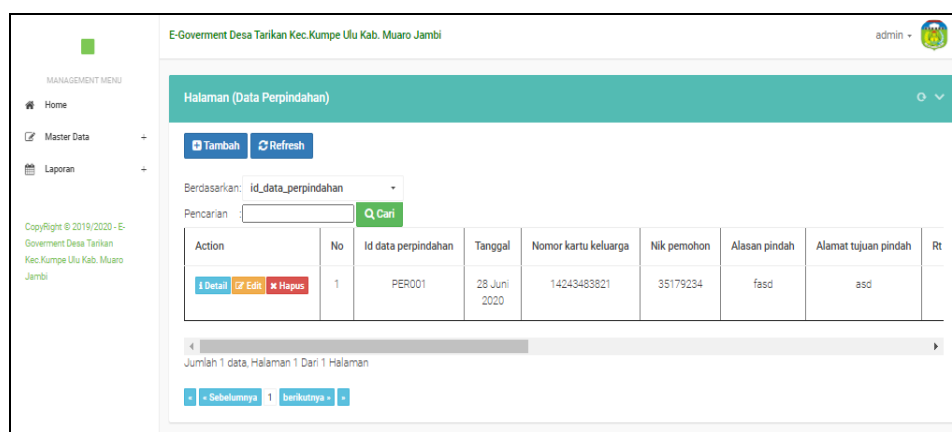 E-Goverment Desa Tarikan Kec.Kumpe Ulu Kab. Muaro Jambi
admin
MANAGEMENT MENU
Home
Master Data +
Laporan +
CopyRight © 2019/2020 - E-
Goverment Desa Tarikan
Kec.Kumpe Ulu Kab. Muaro
Jambi
Halaman (Data Perpindahan)
Tambah Refresh
Berdasarkan: id_data_perpindahan
Pencarian : Cari
Action No Id data perpindahan Tanggal Nomor kartu keluarga Nik pemohon Alasan pindah Alamat tujuan pindah Rt
Detail Edit Hapus 1 PER001 28 Juni 14243483821 35179234 fasd asd
2020
Jumlah 1 data, Halaman 1 Dari 1 Halaman
« « Sebelumnya 1 berikutnya » »